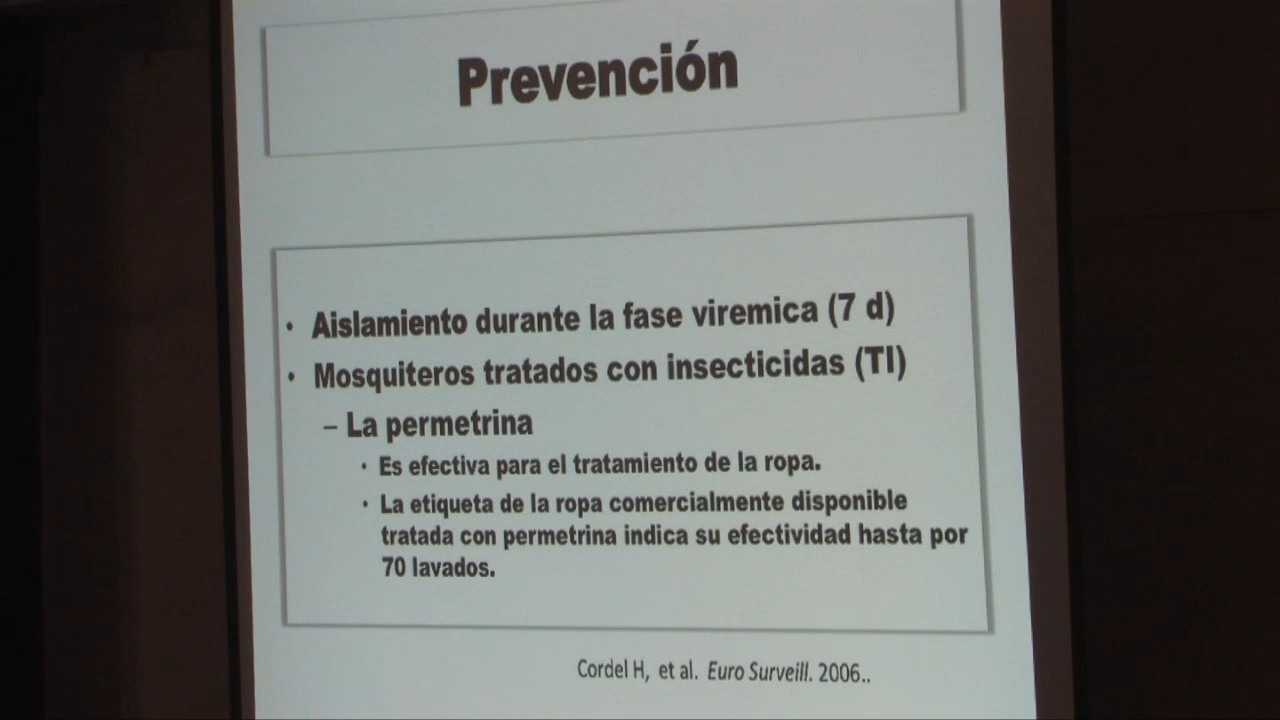 Prevención
• Aislamiento durante la fase viremica (7 d)
• Mosquiteros tratados con insecticidas (TI)
– La permetrina
• Es efectiva para el tratamiento de la ropa.
• La etiqueta de la ropa comercialmente disponible
tratada con permetrina indica su efectividad hasta por
70 lavados.
Cordel H, et al. Euro Surveill. 2006..